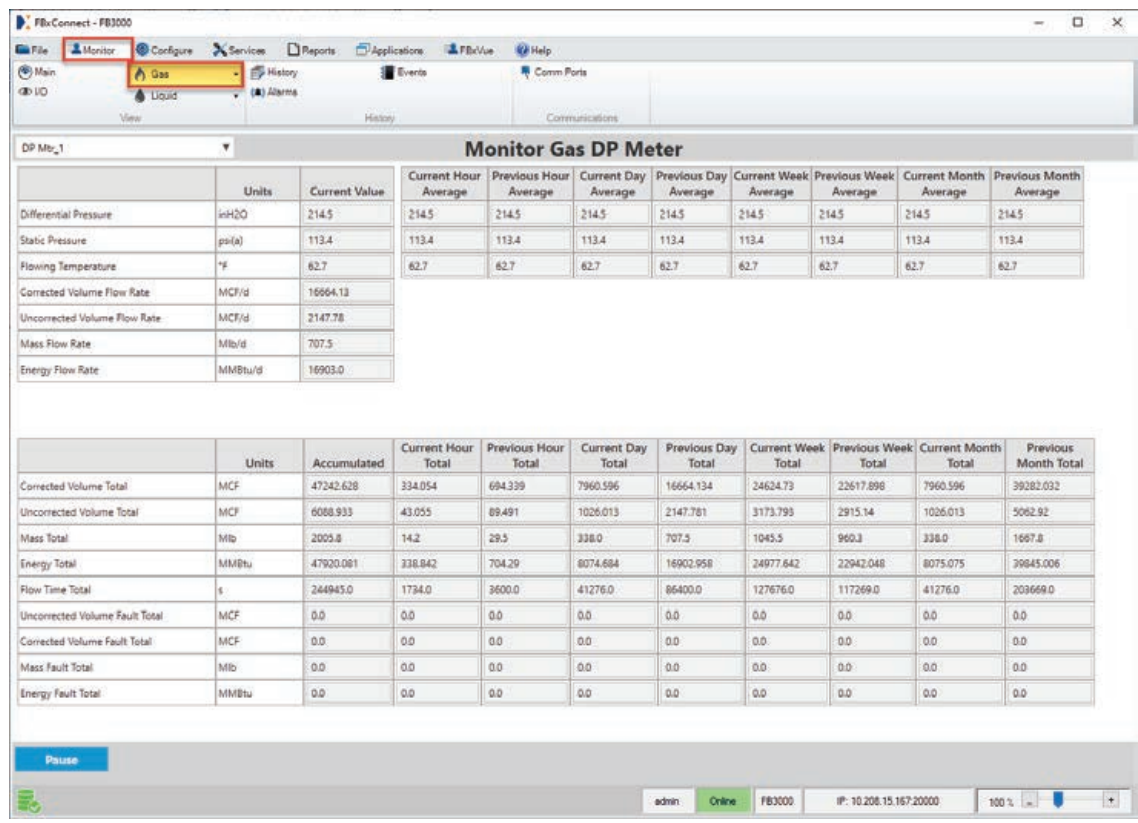 FBxConnect - FB3000
File Monitor Configure Services Reports Applications FBxVue Help
Main Gas History Events Comm Ports
I/O Liquid Alarms
View History Communications
DP Mtr_1 Monitor Gas DP Meter
Units Current Value Current Hour Average Previous Hour Average Current Day Average Previous Day Average Current Week Average Previous Week Average Current Month Average Previous Month Average
Differential Pressure inH2O 214.5 214.5 214.5 214.5 214.5 214.5 214.5 214.5 214.5
Static Pressure psi(a) 113.4 113.4 113.4 113.4 113.4 113.4 113.4 113.4 113.4
Flowing Temperature °F 62.7 62.7 62.7 62.7 62.7 62.7 62.7 62.7 62.7
Corrected Volume Flow Rate MCF/d 16664.13
Uncorrected Volume Flow Rate MCF/d 2147.78
Mass Flow Rate Mlb/d 707.5
Energy Flow Rate MMBtu/d 16903.0
Units Accumulated Current Hour Total Previous Hour Total Current Day Total Previous Day Total Current Week Total Previous Week Total Current Month Total Previous Month Total
Corrected Volume Total MCF 47242.628 334.054 694.339 7960.596 16664.134 24624.73 22617.898 7960.596 39282.032
Uncorrected Volume Total MCF 6088.933 43.055 89.491 1026.013 2147.781 3173.793 2915.14 1026.013 5062.92
Mass Total Mlb 2005.8 14.2 29.5 338.0 707.5 1045.5 960.3 338.0 1667.8
Energy Total MMBtu 47920.081 338.842 704.29 8074.684 16902.958 24977.642 22942.048 8075.075 39845.006
Flow Time Total s 244945.0 1734.0 3600.0 41276.0 86400.0 127676.0 117269.0 41276.0 203669.0
Uncorrected Volume Fault Total MCF 0.0 0.0 0.0 0.0 0.0 0.0 0.0 0.0 0.0
Corrected Volume Fault Total MCF 0.0 0.0 0.0 0.0 0.0 0.0 0.0 0.0 0.0
Mass Fault Total Mlb 0.0 0.0 0.0 0.0 0.0 0.0 0.0 0.0 0.0
Energy Fault Total MMBtu 0.0 0.0 0.0 0.0 0.0 0.0 0.0 0.0 0.0
Pause
admin Online FB3000 IP: 10.208.15.167:20000 100 % - +